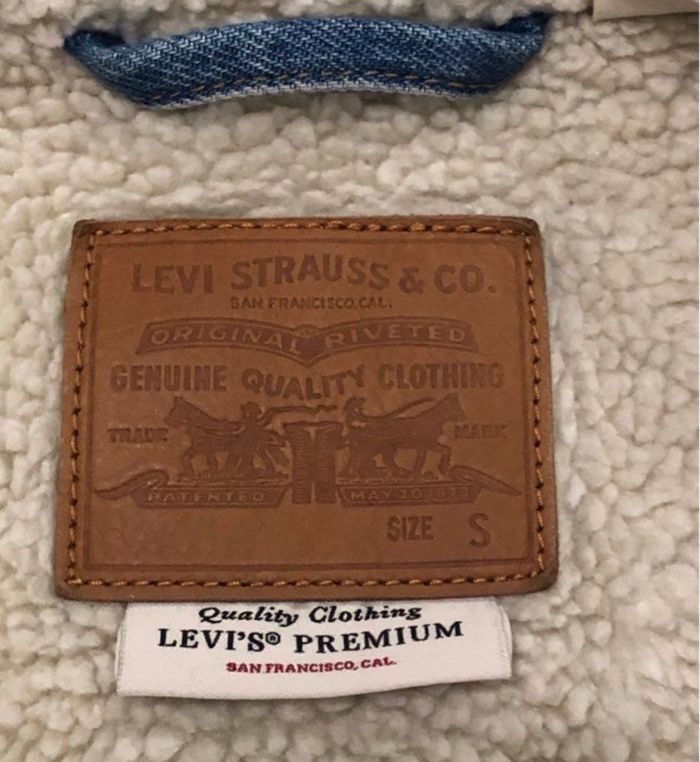 LEVI STRAUSS & CO.
SAN FRANCISCO, CAL.
ORIGINAL RIVETED
GENUINE QUALITY CLOTHING
TRADE MARK
PATENTED MAY 20 1873
SIZE S
Quality Clothing
LEVI'S® PREMIUM
SAN FRANCISCO, CAL.